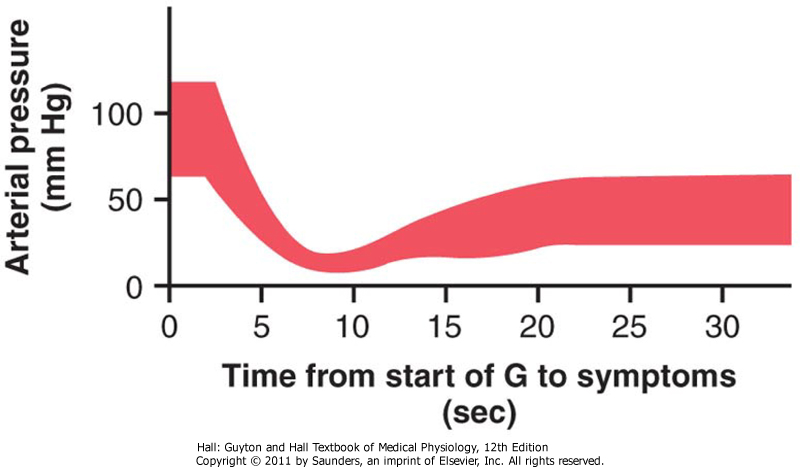 Arterial pressure
(mm Hg)
100
50
0
0 5 10 15 20 25 30
Time from start of G to symptoms
(sec)
Hall: Guyton and Hall Textbook of Medical Physiology, 12th Edition
Copyright © 2011 by Saunders, an imprint of Elsevier, Inc. All rights reserved.